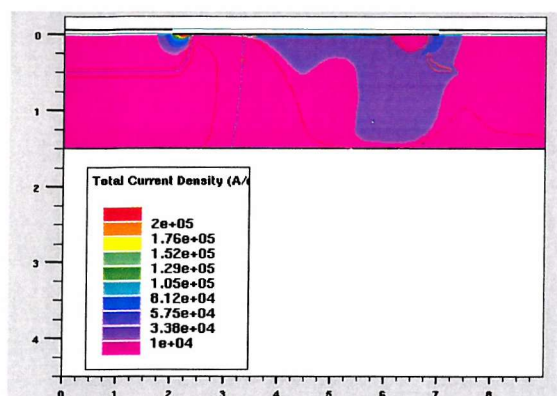 0
1
2
3
4
Total Current Density (A/
2e+05
1.76e+05
1.52e+05
1.29e+05
1.05e+05
8.12e+04
5.75e+04
3.38e+04
1e+04
0 1 2 3 4 5 6 7 8